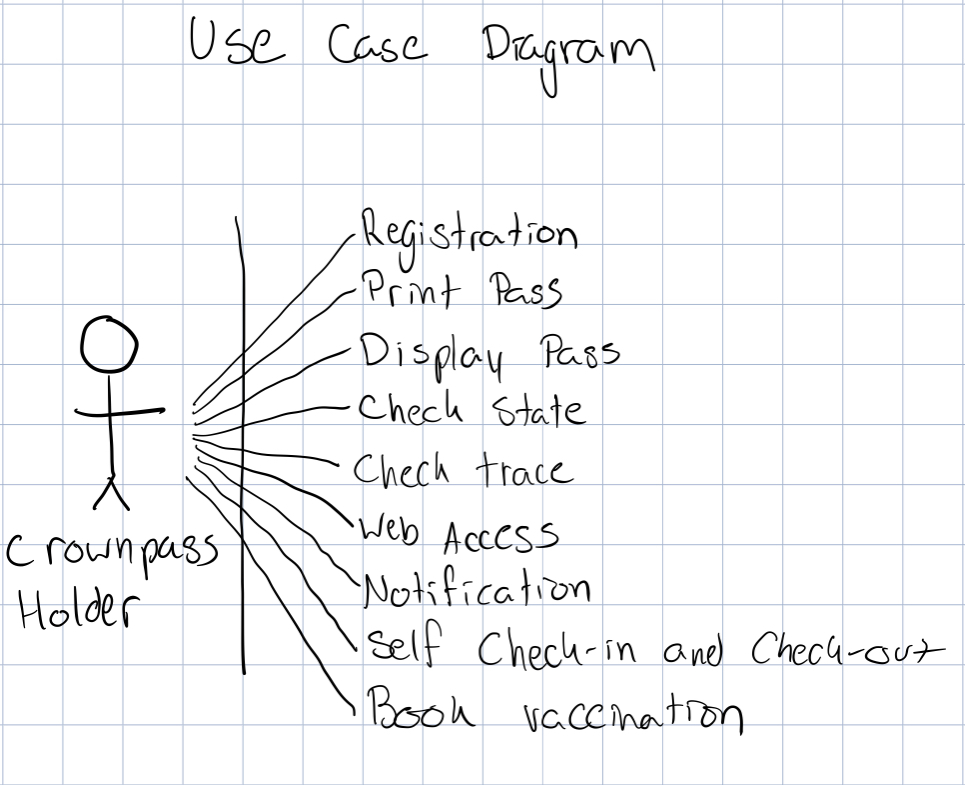 Use Case Diagram
Registration
Print Pass
Display Pass
Check State
Check trace
Web Access
Notification
Self Check-in and Check-out
Book vaccination
Crownpass
Holder